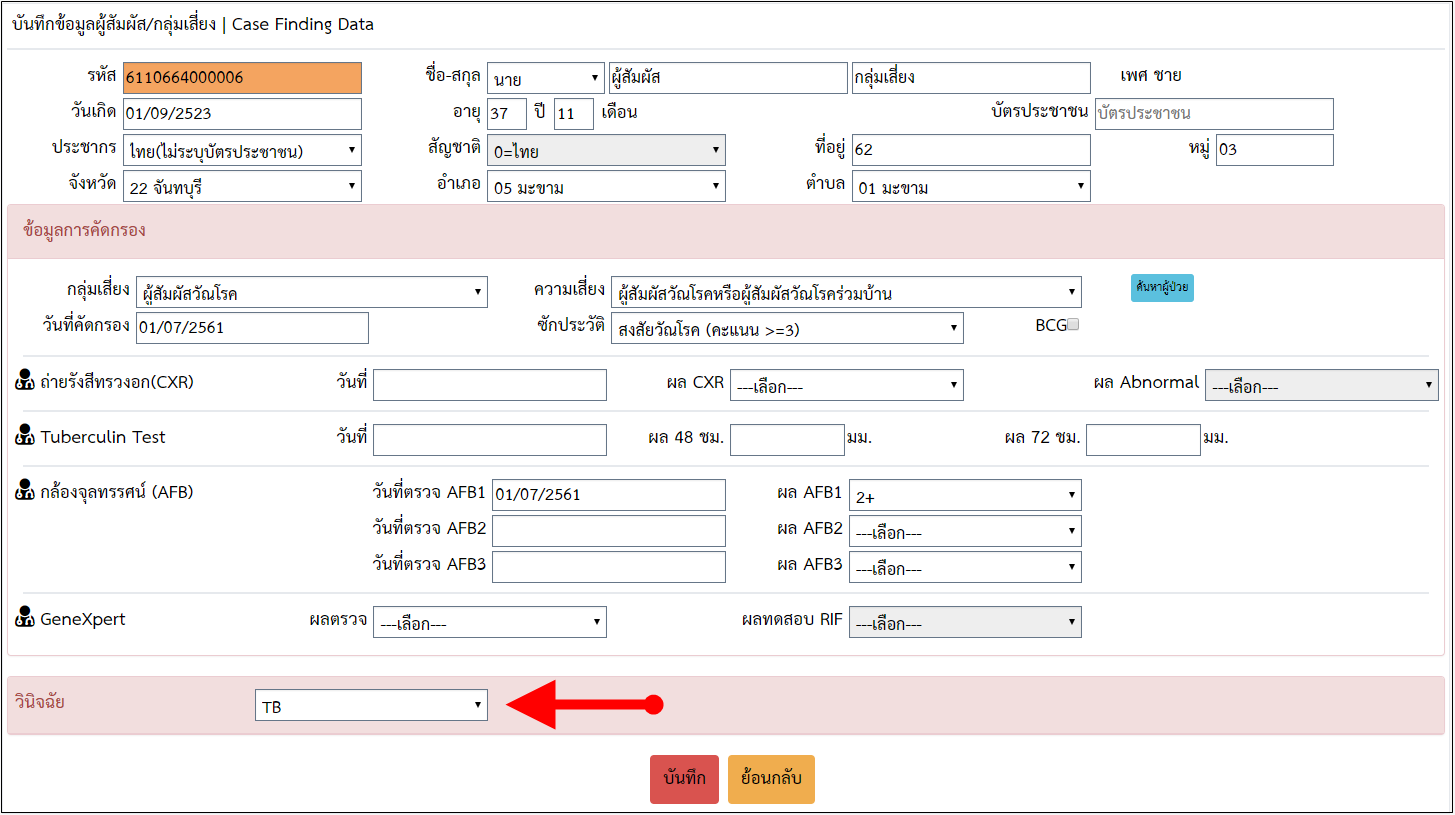 บันทึกข้อมูลผู้สัมผัส/กลุ่มเสี่ยง | Case Finding Data
รหัส 6110664000006 ชื่อ-สกุล นาย ผู้สัมผัส กลุ่มเสี่ยง เพศ ชาย
วันเกิด 01/09/2523 อายุ 37 ปี 11 เดือน บัตรประชาชน บัตรประชาชน
ประชากร ไทย(ไม่ระบุบัตรประชาชน) สัญชาติ 0=ไทย ที่อยู่ 62 หมู่ 03
จังหวัด 22 จันทบุรี อำเภอ 05 มะขาม ตำบล 01 มะขาม
ข้อมูลการคัดกรอง
กลุ่มเสี่ยง ผู้สัมผัสวัณโรค ความเสี่ยง ผู้สัมผัสวัณโรคหรือผู้สัมผัสวัณโรคร่วมบ้าน ค้นหาผู้ป่วย
วันที่คัดกรอง 01/07/2561 ซักประวัติ สงสัยวัณโรค (คะแนน >=3) BCG
ถ่ายรังสีทรวงอก(CXR) วันที่ ผล CXR ---เลือก--- ผล Abnormal ---เลือก---
Tuberculin Test วันที่ ผล 48 ชม. มม. ผล 72 ชม. มม.
กล้องจุลทรรศน์ (AFB) วันที่ตรวจ AFB1 01/07/2561 ผล AFB1 2+
วันที่ตรวจ AFB2 ผล AFB2 ---เลือก---
วันที่ตรวจ AFB3 ผล AFB3 ---เลือก---
GeneXpert ผลตรวจ ---เลือก--- ผลทดสอบ RIF ---เลือก---
วินิจฉัย TB
บันทึก ย้อนกลับ